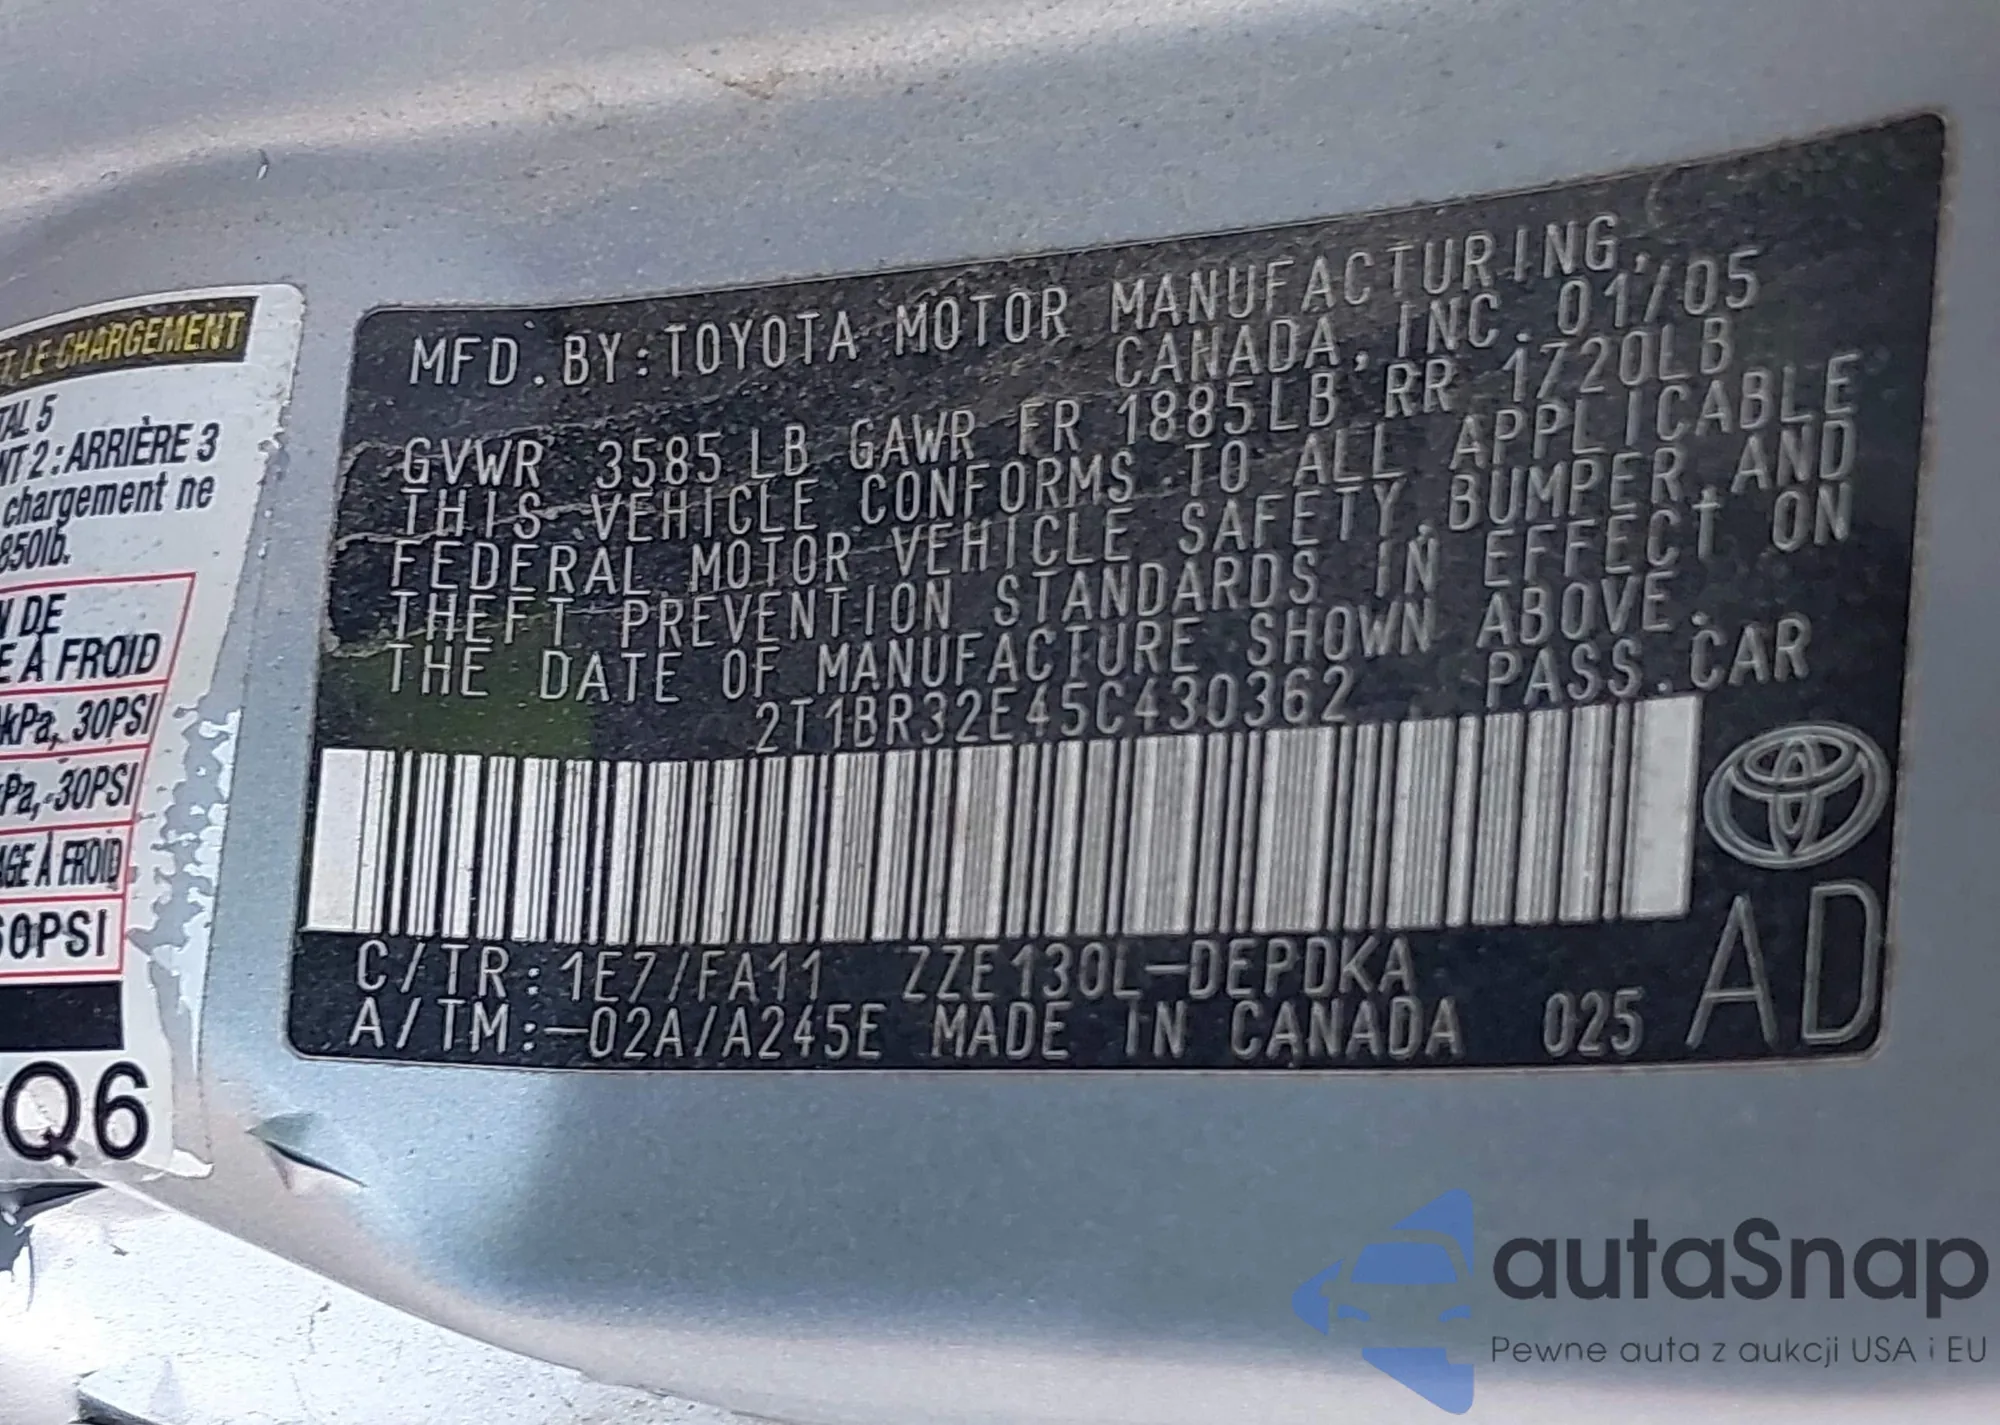 T LE CHARGEMENT
TAL 5
NT 2 : ARRIÈRE 3
chargement ne
850lb.
N DE
E À FROID
kPa, 30PSI
kPa, 30PSI
AGE À FROID
60PSI
Q6
MFD. BY: TOYOTA MOTOR MANUFACTURING,
CANADA, INC. 01/05
GVWR 3585LB GAWR FR 1885LB RR 1720LB
THIS VEHICLE CONFORMS TO ALL APPLICABLE
FEDERAL MOTOR VEHICLE SAFETY, BUMPER, AND
THEFT PREVENTION STANDARDS IN EFFECT ON
THE DATE OF MANUFACTURE SHOWN ABOVE.
2T1BR32E45C430362 PASS. CAR
C/TR: 1E7/FA11 ZZE130L-DEPDKA
A/TM: -02A/A245E MADE IN CANADA 025
AD
autaSnap
Pewne auta z aukcji USA i EU